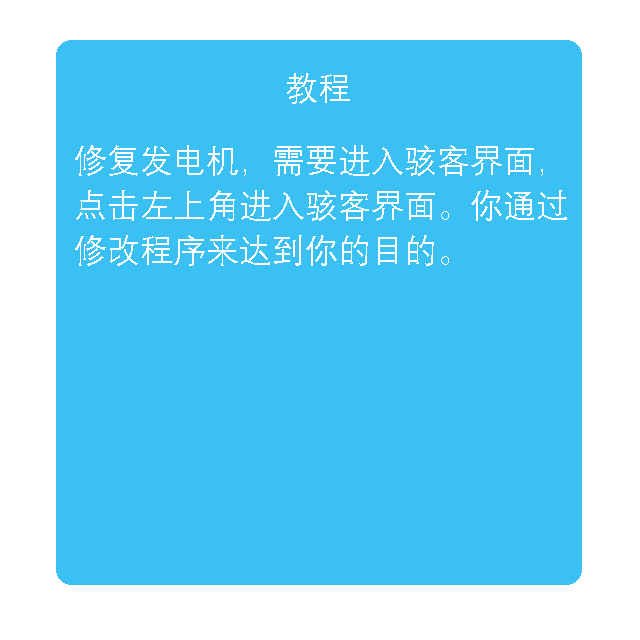 教程
修复发电机，需要进入骇客界面，
点击左上角进入骇客界面。你通过
修改程序来达到你的目的。